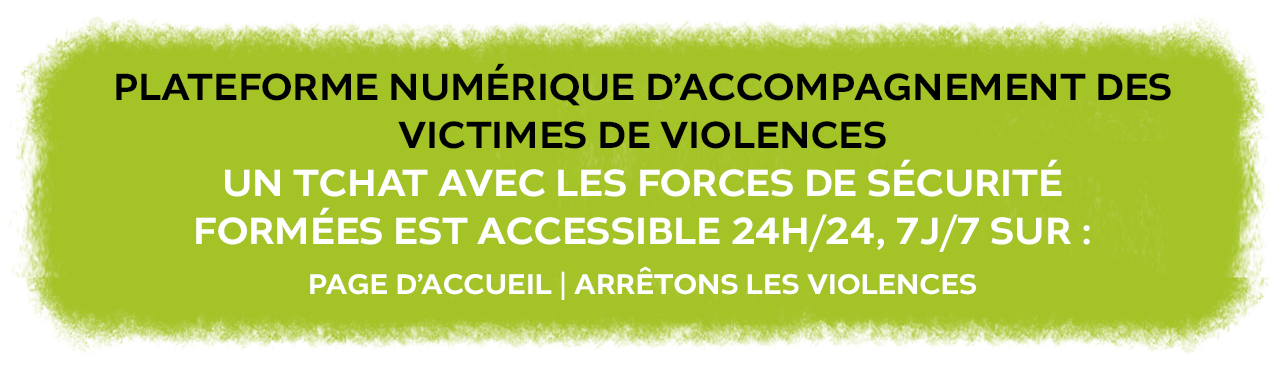 PLATEFORME NUMÉRIQUE D’ACCOMPAGNEMENT DES
VICTIMES DE VIOLENCES
UN TCHAT AVEC LES FORCES DE SÉCURITÉ
FORMÉES EST ACCESSIBLE 24H/24, 7J/7 SUR :
PAGE D’ACCUEIL | ARRÊTONS LES VIOLENCES